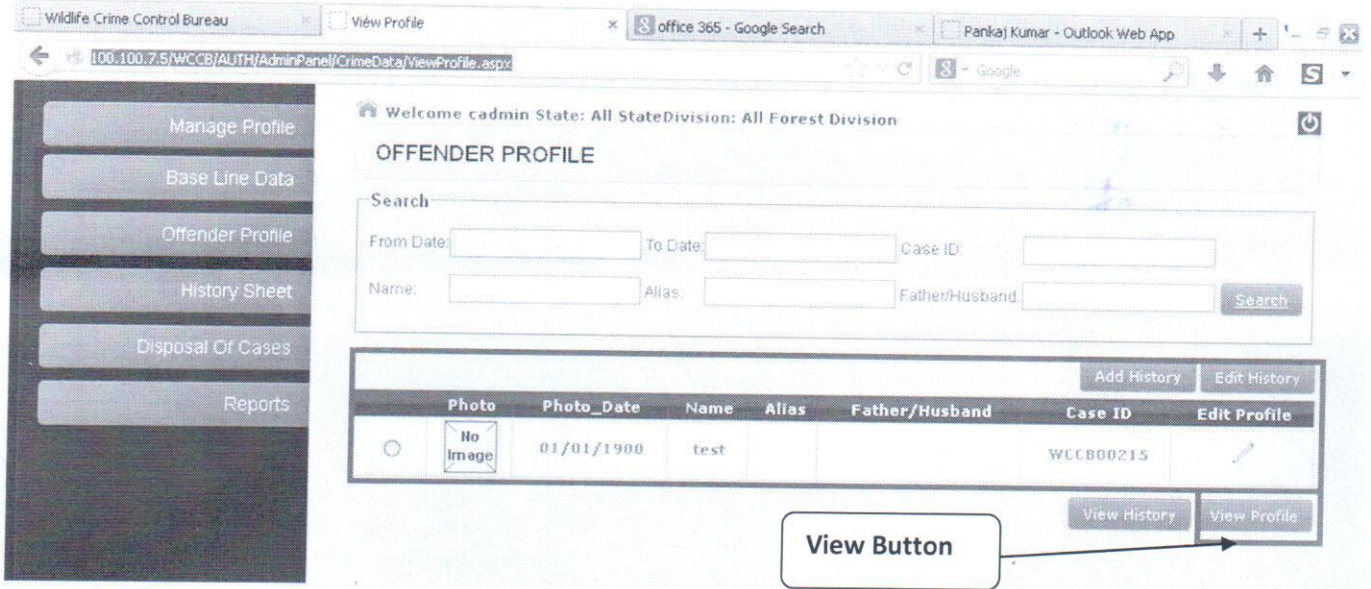 Wildlife Crime Control Bureau View Profile office 365 - Google Search Pankaj Kumar - Outlook Web App
100.100.7.5/WCCB/AUTH/AdminPanel/CrimeData/ViewProfile.aspx Google
Welcome cadmin State: All StateDivision: All Forest Division
Manage Profile
Base Line Data
Offender Profile
History Sheet
Disposal Of Cases
Reports
OFFENDER PROFILE
Search
From Date: To Date: Case ID:
Name: Alias: Father/Husband: Search
Add History Edit History
Photo Photo_Date Name Alias Father/Husband Case ID Edit Profile
No Image 01/01/1900 test WCCB00215
View History View Profile
View Button